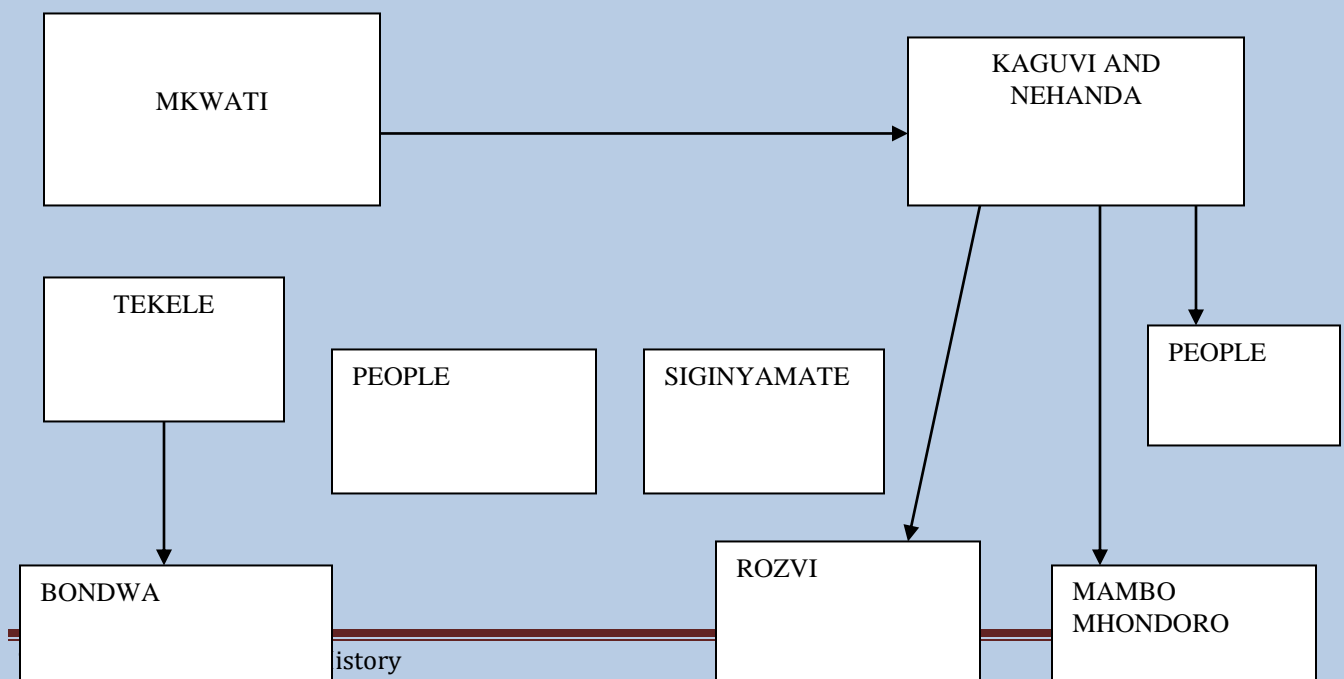 MKWATI
KAGUVI AND
NEHANDA
TEKELE
PEOPLE
SIGINYAMATE
PEOPLE
BONDWA
ROZVI
MAMBO
MHONDORO
istory